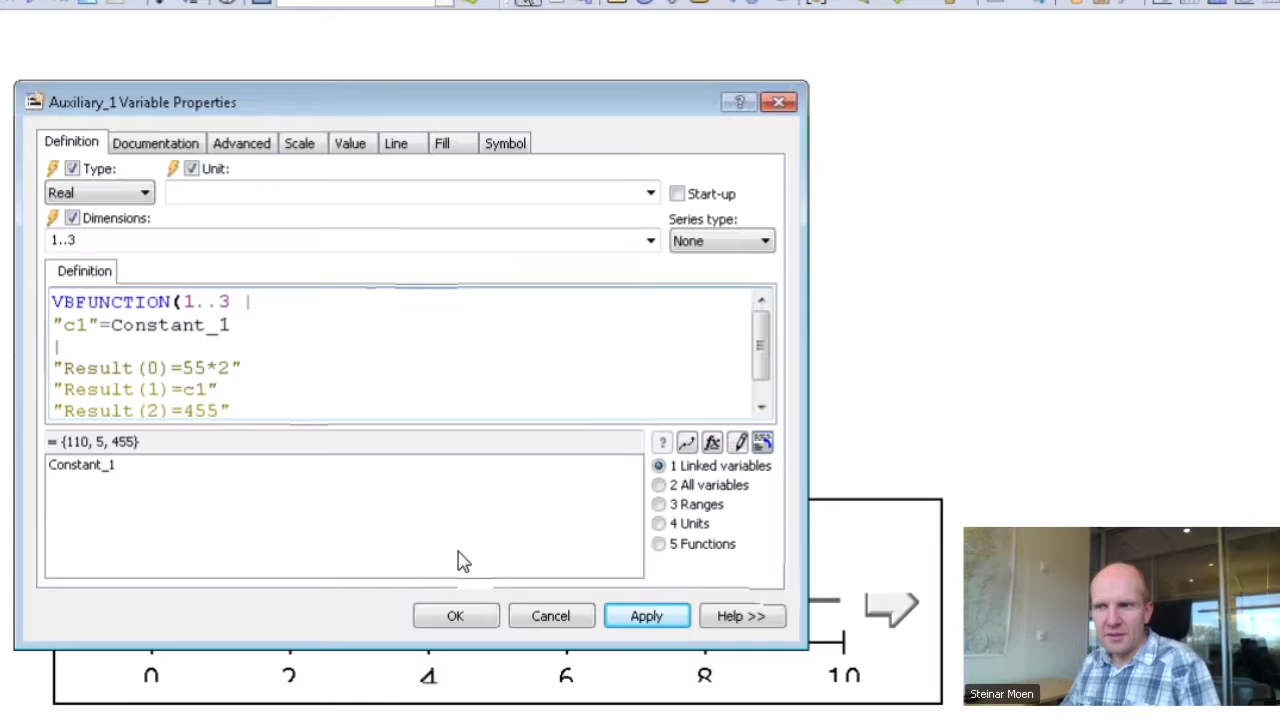 Auxiliary_1 Variable Properties
Definition Documentation Advanced Scale Value Line Fill Symbol
Type: Unit:
Real
Start-up
Dimensions:
Series type:
1..3
None
Definition
VBFUNCTION(1..3 |
"c1"=Constant_1
|
"Result(0)=55*2"
"Result(1)=c1"
"Result(2)=455"
= {110, 5, 455}
Constant_1
1 Linked variables
2 All variables
3 Ranges
4 Units
5 Functions
OK Cancel Apply Help >>
0 2 4 6 8 10
Steinar Moen